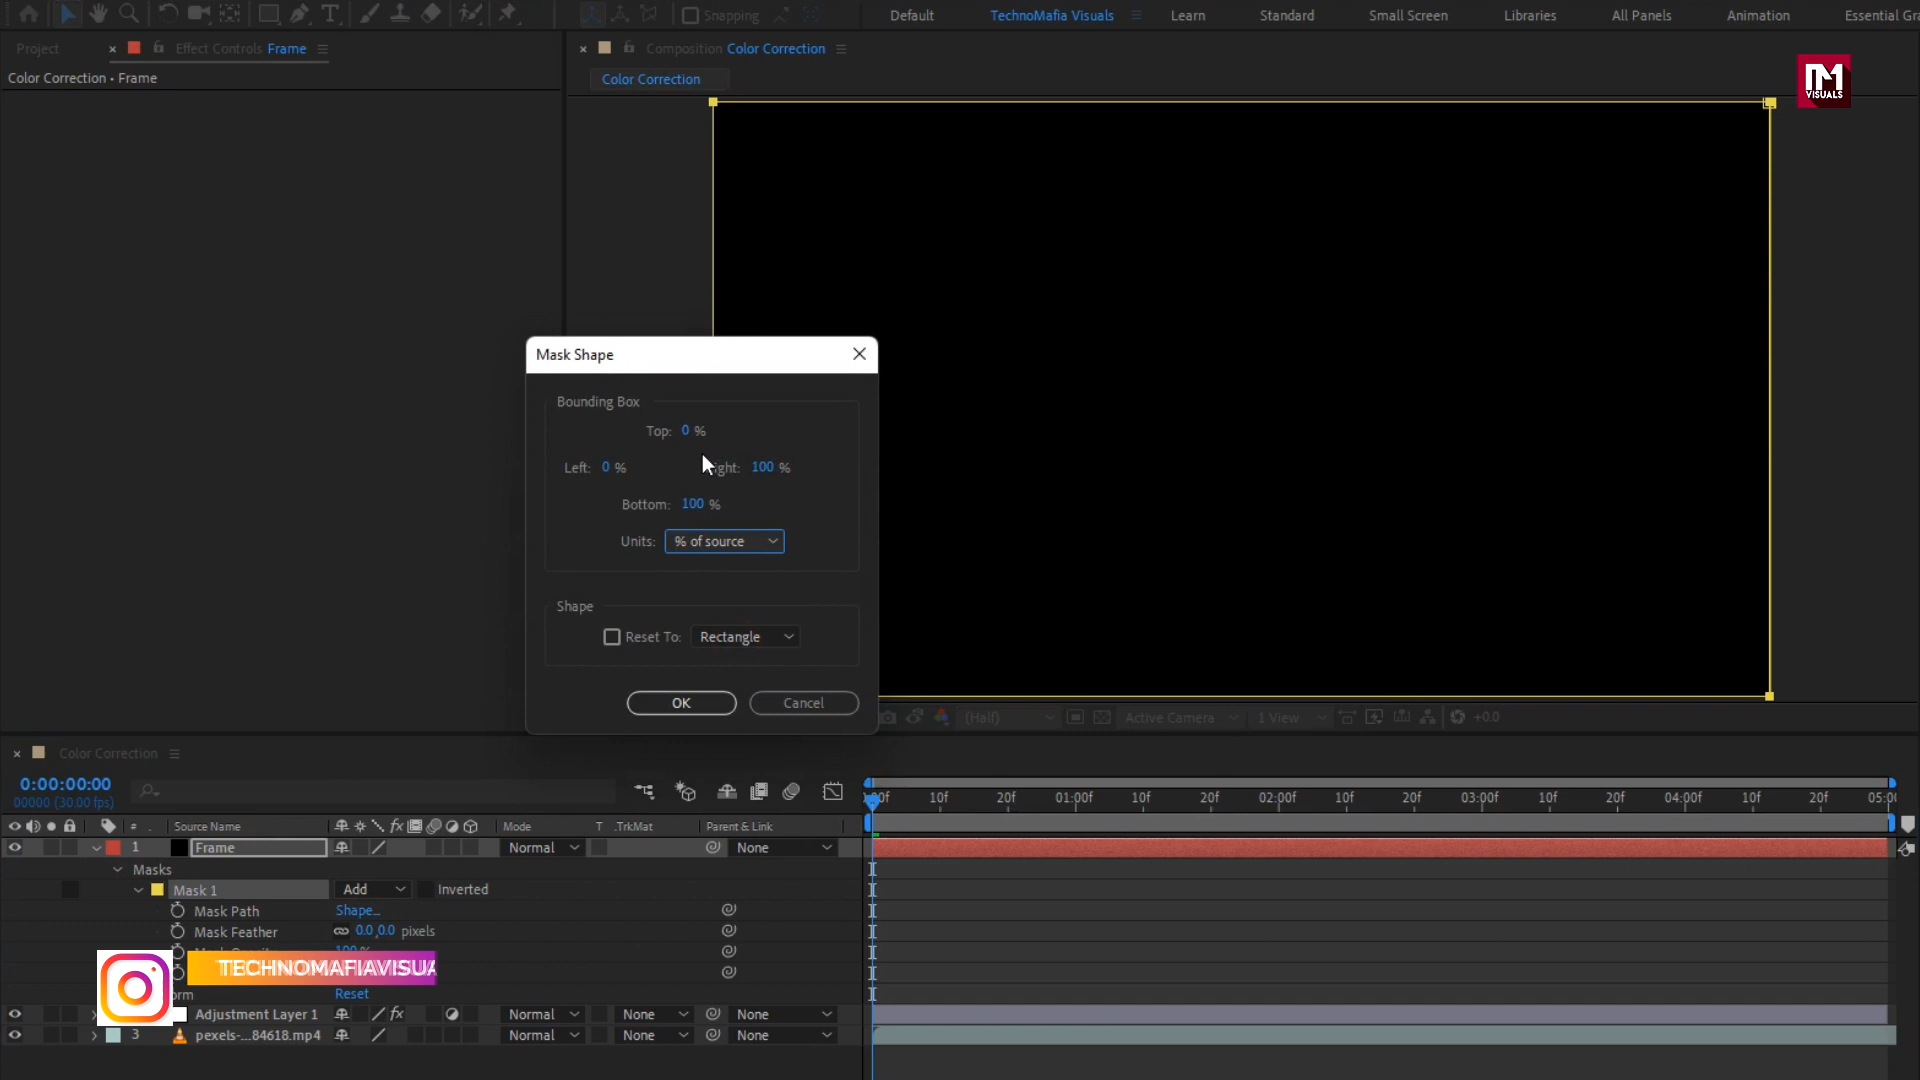 Snapping
Default
TechnoMafia Visuals
Learn
Standard
Small Screen
Libraries
All Panels
Animation
Essential Gra
Project
Effect Controls Frame
Composition Color Correction
Color Correction • Frame
Color Correction
VISUALS
Mask Shape
Bounding Box
Top: 0 %
Left: 0 %
100 %
Bottom: 100 %
Units: % of source
Shape
Reset To: Rectangle
OK
Cancel
(Half)
Active Camera
1 View
+0.0
Color Correction
0:00:00:00
00000 (30.00 fps)
10f
20f
01:00f
10f
20f
02:00f
10f
20f
03:00f
10f
20f
04:00f
10f
20f
05:00
#
Source Name
Mode
T .TrkMat
Parent & Link
1
Frame
Normal
None
Masks
Mask 1
Add
Inverted
Mask Path
Shape...
Mask Feather
0.0,0.0 pixels
TECHNOMAFIAVISUA
Reset
Adjustment Layer 1
Normal
None
None
3
pexels-...84618.mp4
Normal
None
None